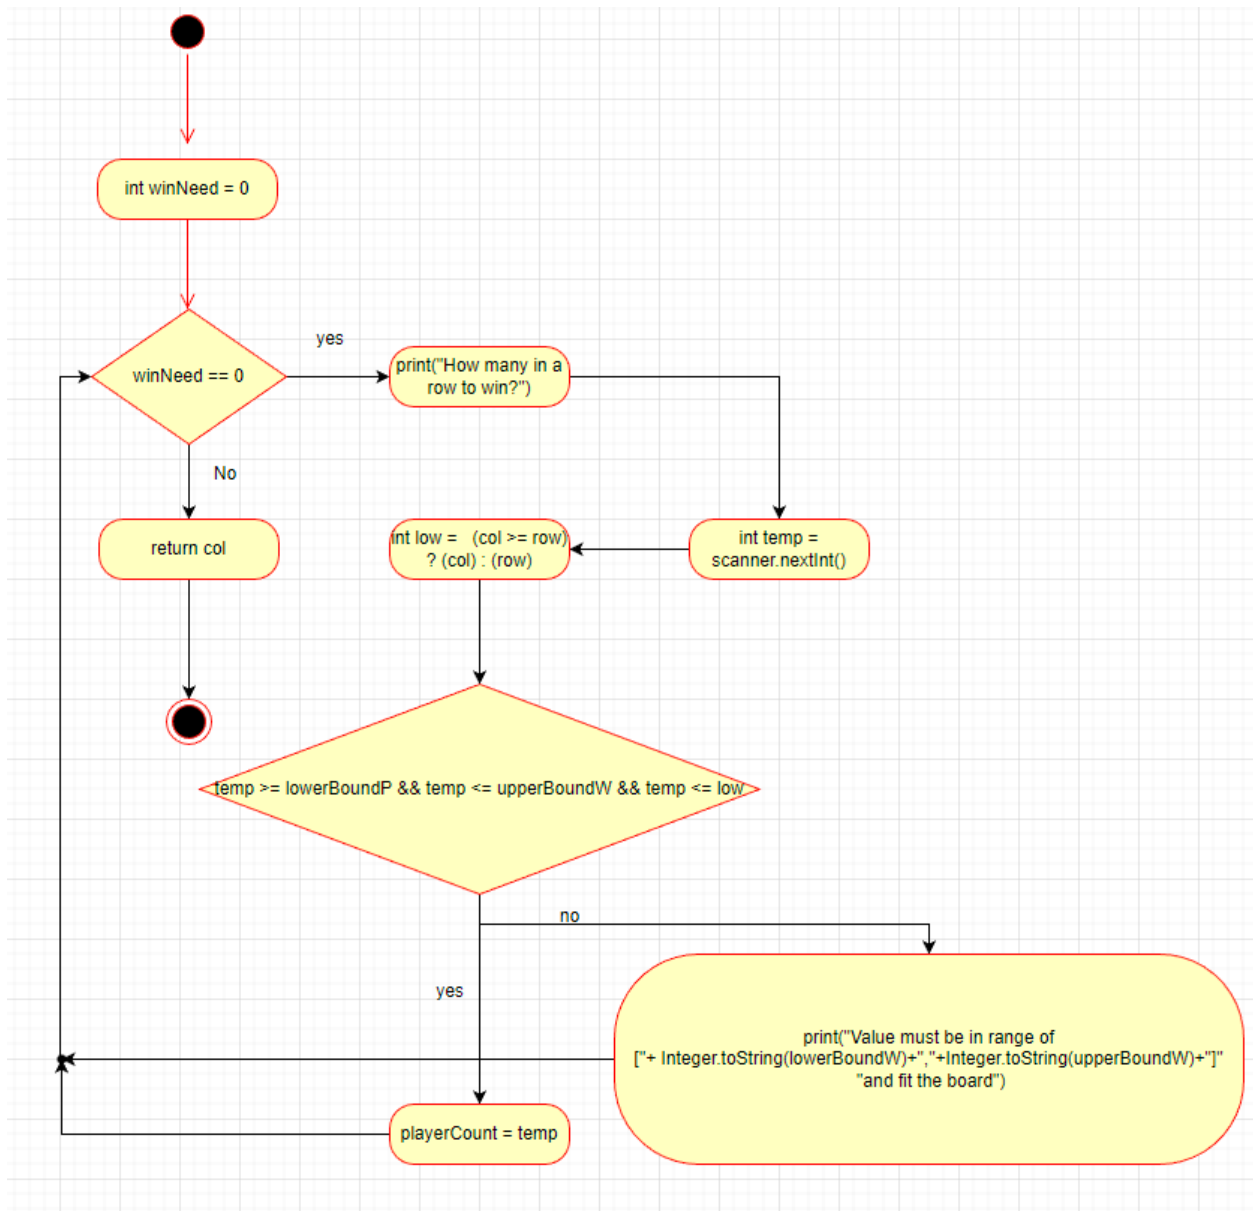 int winNeed = 0
yes
winNeed == 0
print("How many in a
row to win?")
No
return col
int low =   (col >= row)
? (col) : (row)
int temp =
scanner.nextInt()
temp >= lowerBoundP && temp <= upperBoundW && temp <= low
no
yes
print("Value must be in range of
["+ Integer.toString(lowerBoundW)+","+Integer.toString(upperBoundW)+"]"
"and fit the board")
playerCount = temp